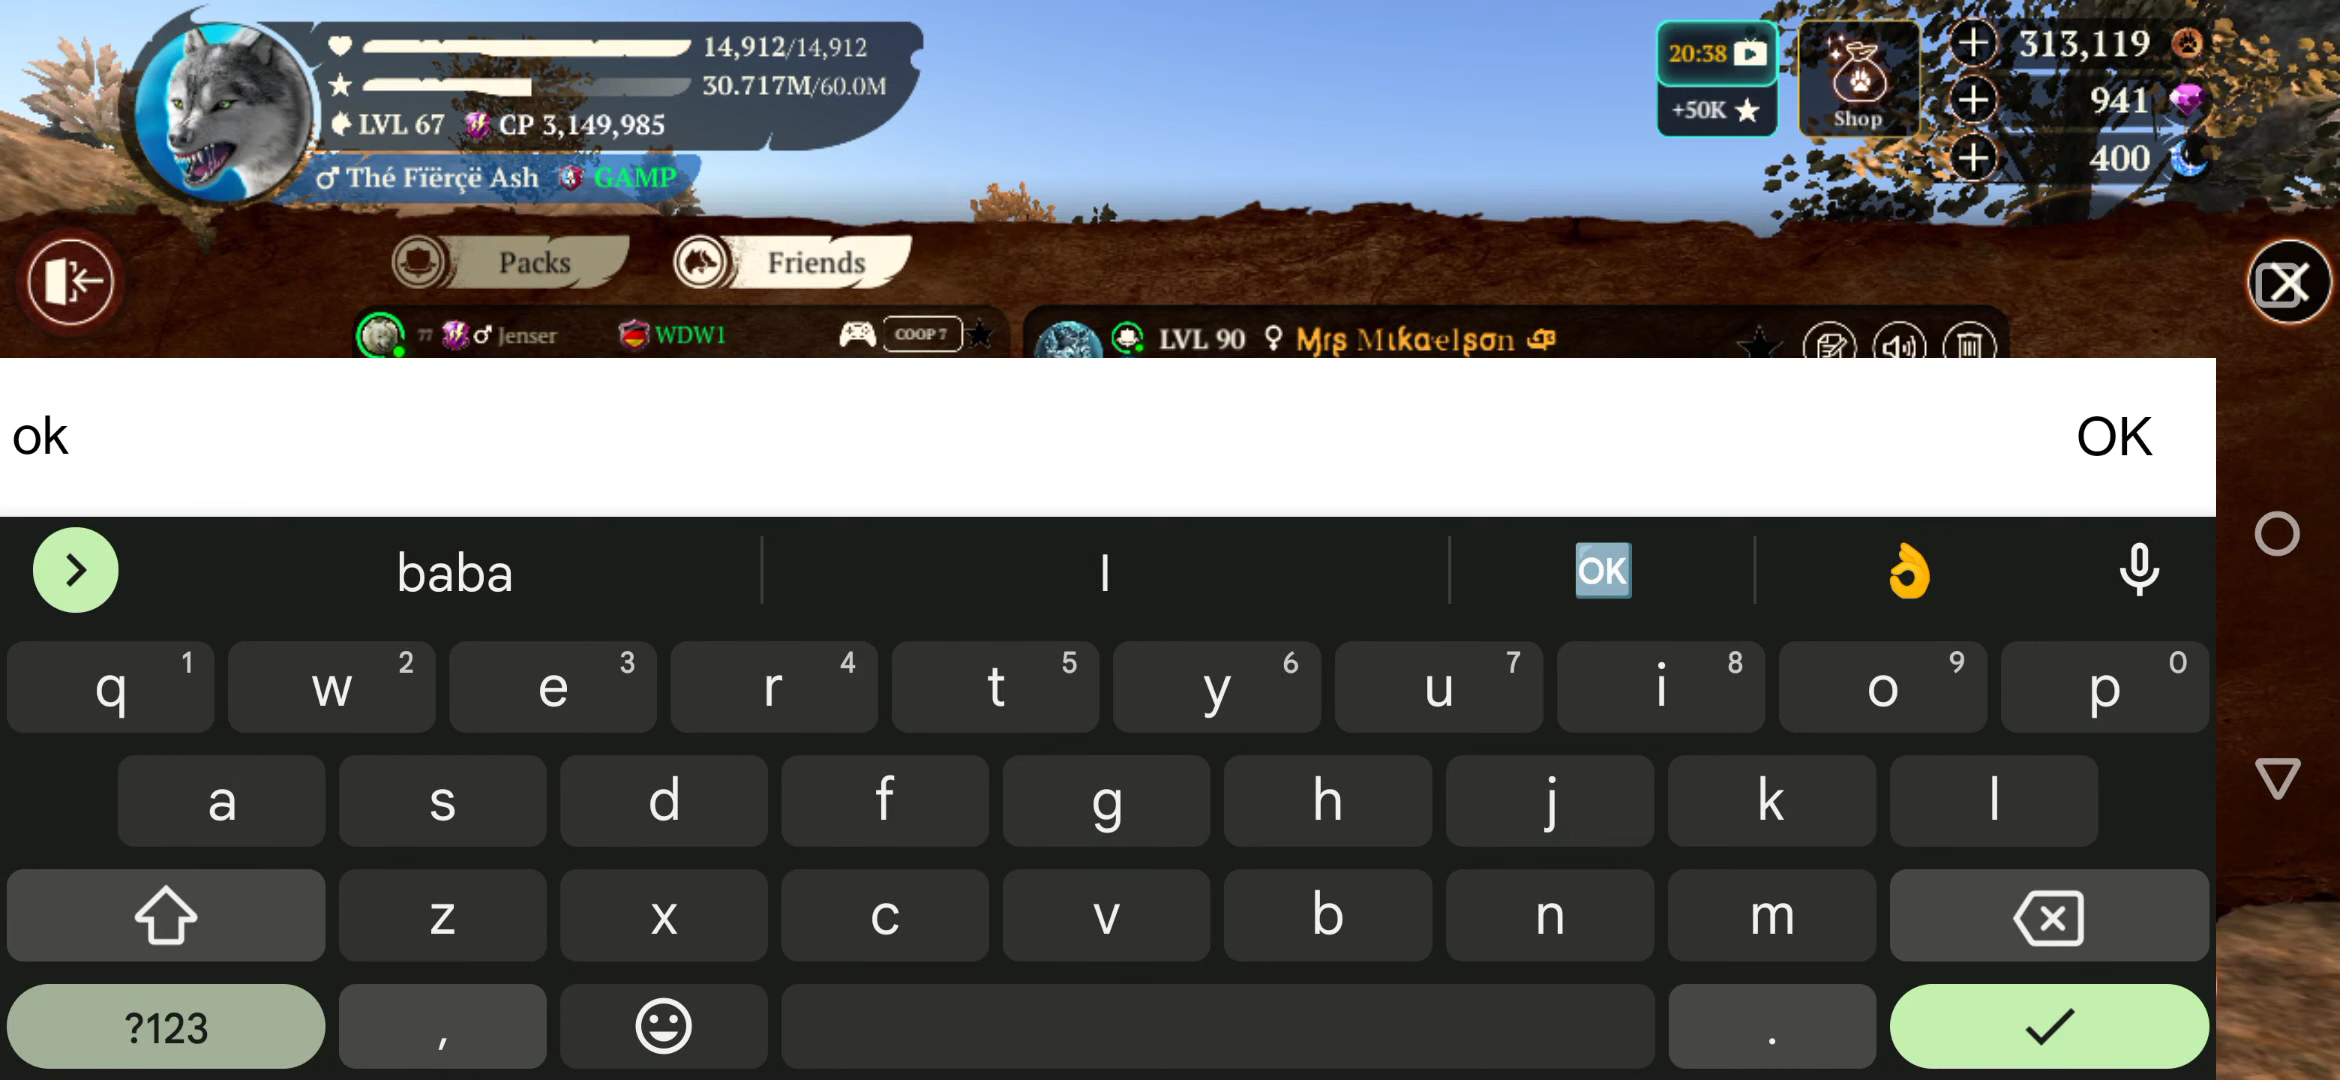 14,912/14,912
30.717M/60.0M
LVL 67 CP 3,149,985
♂ Thé Fïërçë Ash GAMP
20:38
+50K
Shop
313,119
941
400
Packs
Friends
77 ♂ Jenser WDW1 COOP 7
LVL 90 ♀ Mrs Mikaelson
ok
OK
baba
I
🆗
👌
q 1 w 2 e 3 r 4 t 5 y 6 u 7 i 8 o 9 p 0
a s d f g h j k l
z x c v b n m
?123 , .